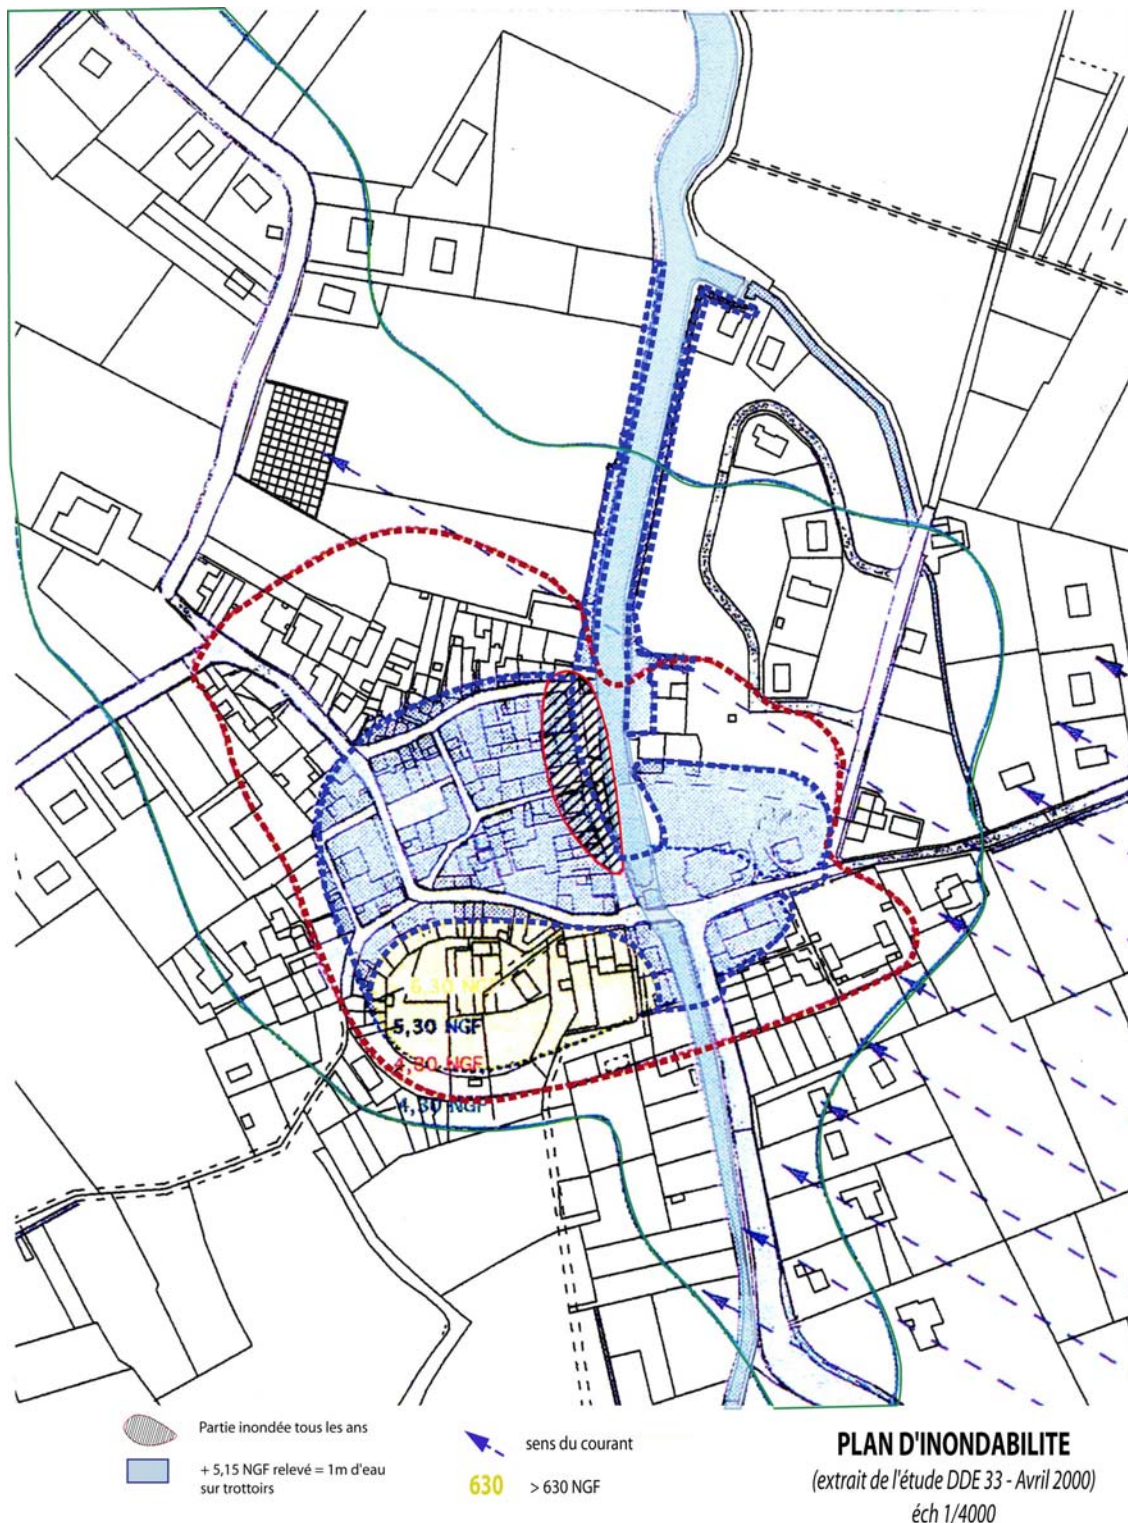 6,30 NGF
5,30 NGF
4,80 NGF
4,30 NGF
Partie inondée tous les ans
+ 5,15 NGF relevé = 1m d'eau
sur trottoirs
sens du courant
630 > 630 NGF
PLAN D'INONDABILITE
(extrait de l'étude DDE 33 - Avril 2000)
éch 1/4000